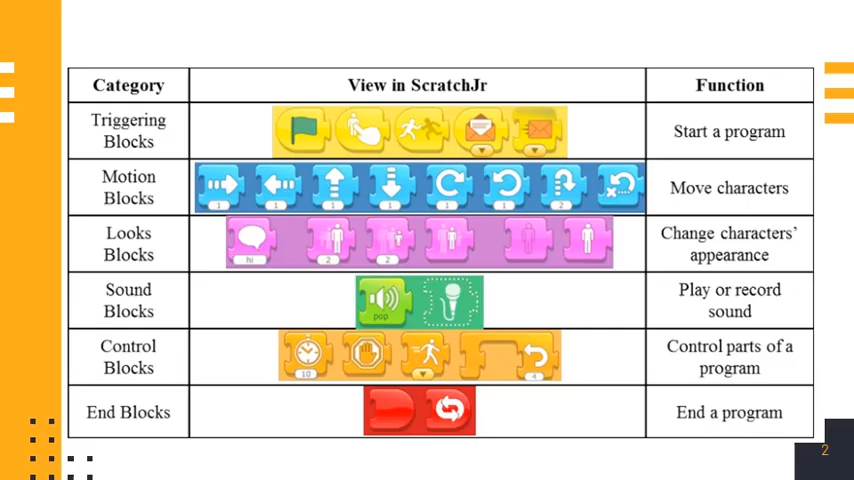 Category View in ScratchJr Function
Triggering
Blocks
Start a program
Motion
Blocks
1 1 1 1 1 1 2
Move characters
Looks
Blocks
hi 2 2
Change characters'
appearance
Sound
Blocks
pop
Play or record
sound
Control
Blocks
10 4
Control parts of a
program
End Blocks
End a program
2